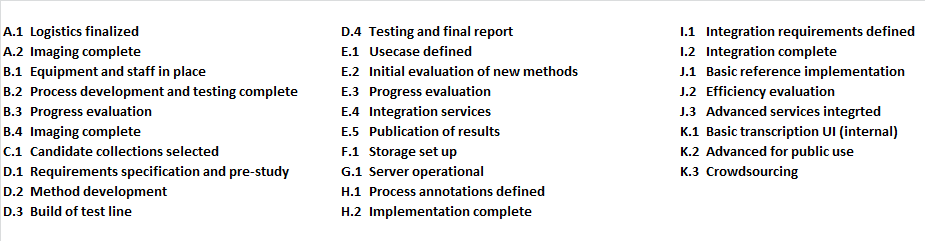 A.1 Logistics finalized
A.2 Imaging complete
B.1 Equipment and staff in place
B.2 Process development and testing complete
B.3 Progress evaluation
B.4 Imaging complete
C.1 Candidate collections selected
D.1 Requirements specification and pre-study
D.2 Method development
D.3 Build of test line
D.4 Testing and final report
E.1 Usecase defined
E.2 Initial evaluation of new methods
E.3 Progress evaluation
E.4 Integration services
E.5 Publication of results
F.1 Storage set up
G.1 Server operational
H.1 Process annotations defined
H.2 Implementation complete
I.1 Integration requirements defined
I.2 Integration complete
J.1 Basic reference implementation
J.2 Efficiency evaluation
J.3 Advanced services integrted
K.1 Basic transcription UI (internal)
K.2 Advanced for public use
K.3 Crowdsourcing